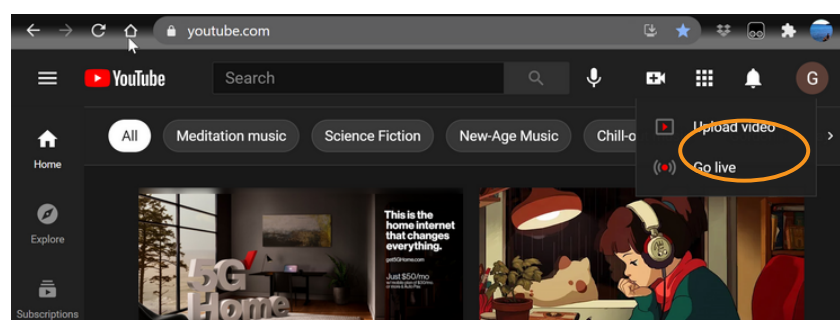 youtube.com
YouTube
Search
G
Upload video
Go live
All
Meditation music
Science Fiction
New-Age Music
Chill-o
Home
Explore
Subscriptions
5G
Home
This is the
home internet
that changes
everything.
get5GHome.com
Just $50/mo